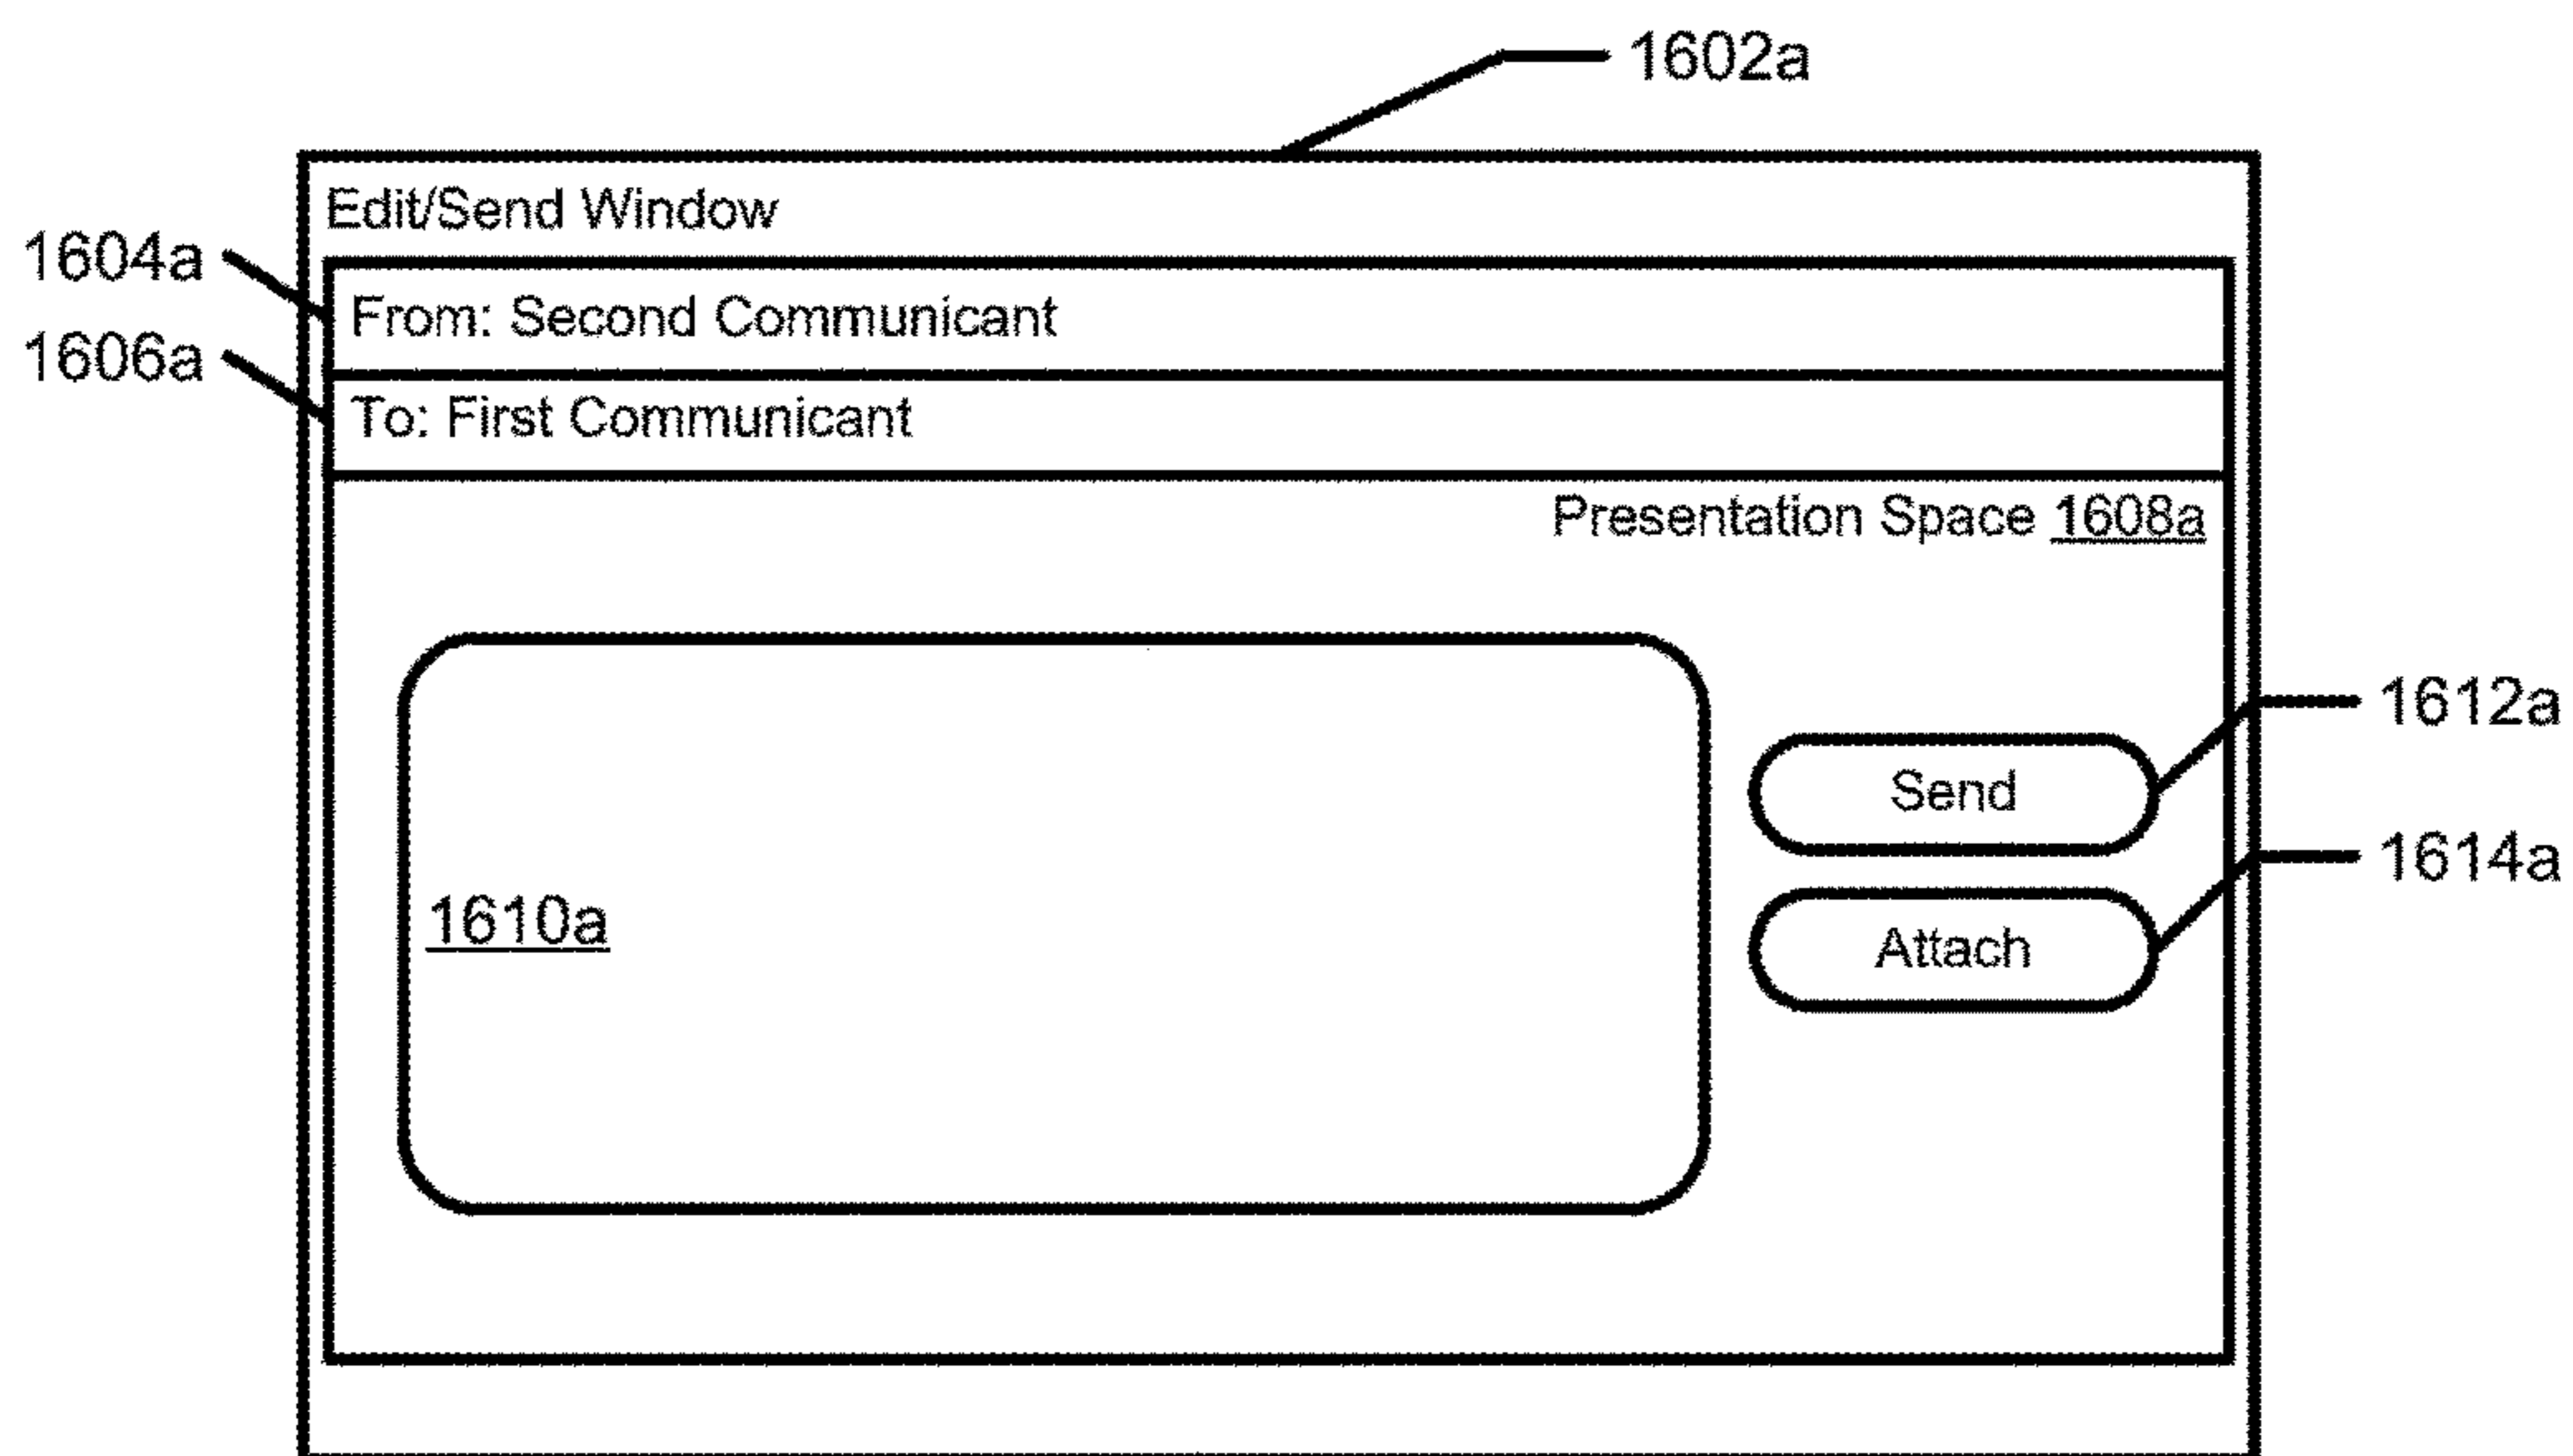 1602a
Edit/Send Window
1604a
From: Second Communicant
1606a
To: First Communicant
Presentation Space 1608a
1612a
Send
1614a
1610a
Attach